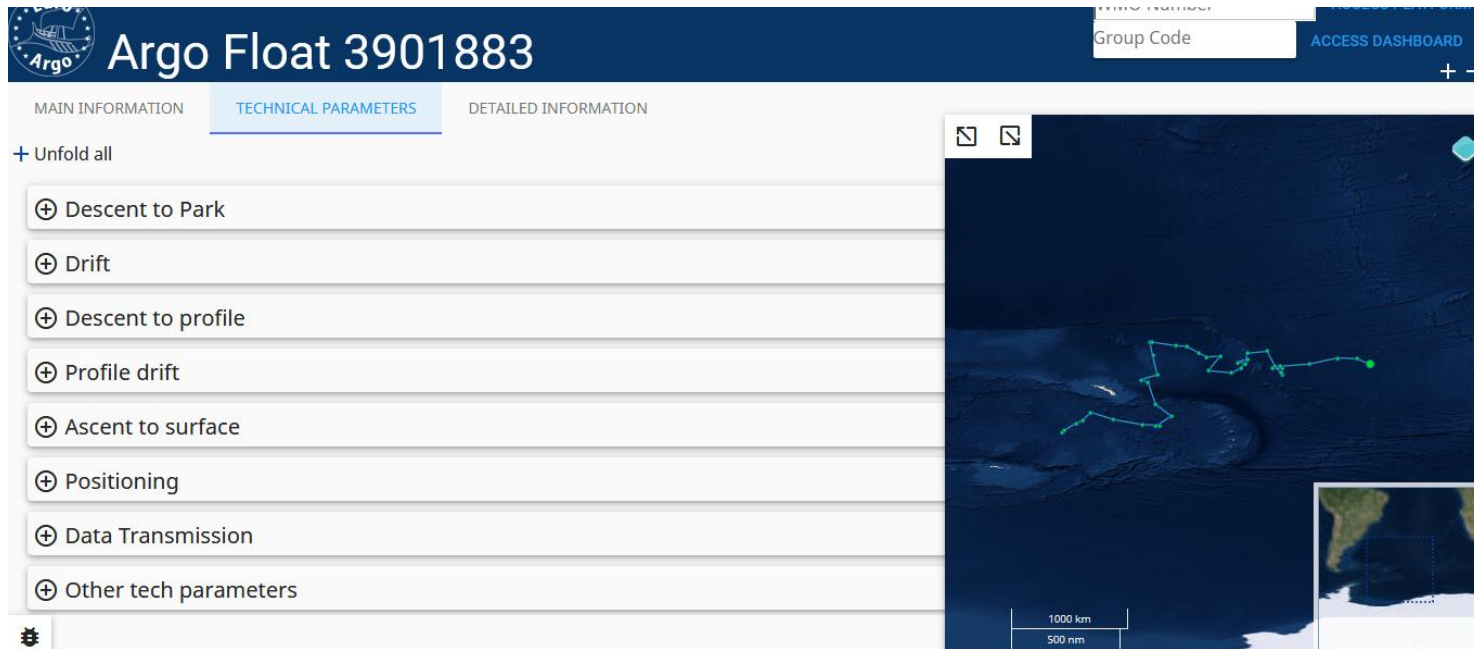 Argo
Argo Float 3901883
WMO Number
Group Code
ACCESS DASHBOARD
MAIN INFORMATION
TECHNICAL PARAMETERS
DETAILED INFORMATION
Unfold all
Descent to Park
Drift
Descent to profile
Profile drift
Ascent to surface
Positioning
Data Transmission
Other tech parameters
1000 km
500 nm